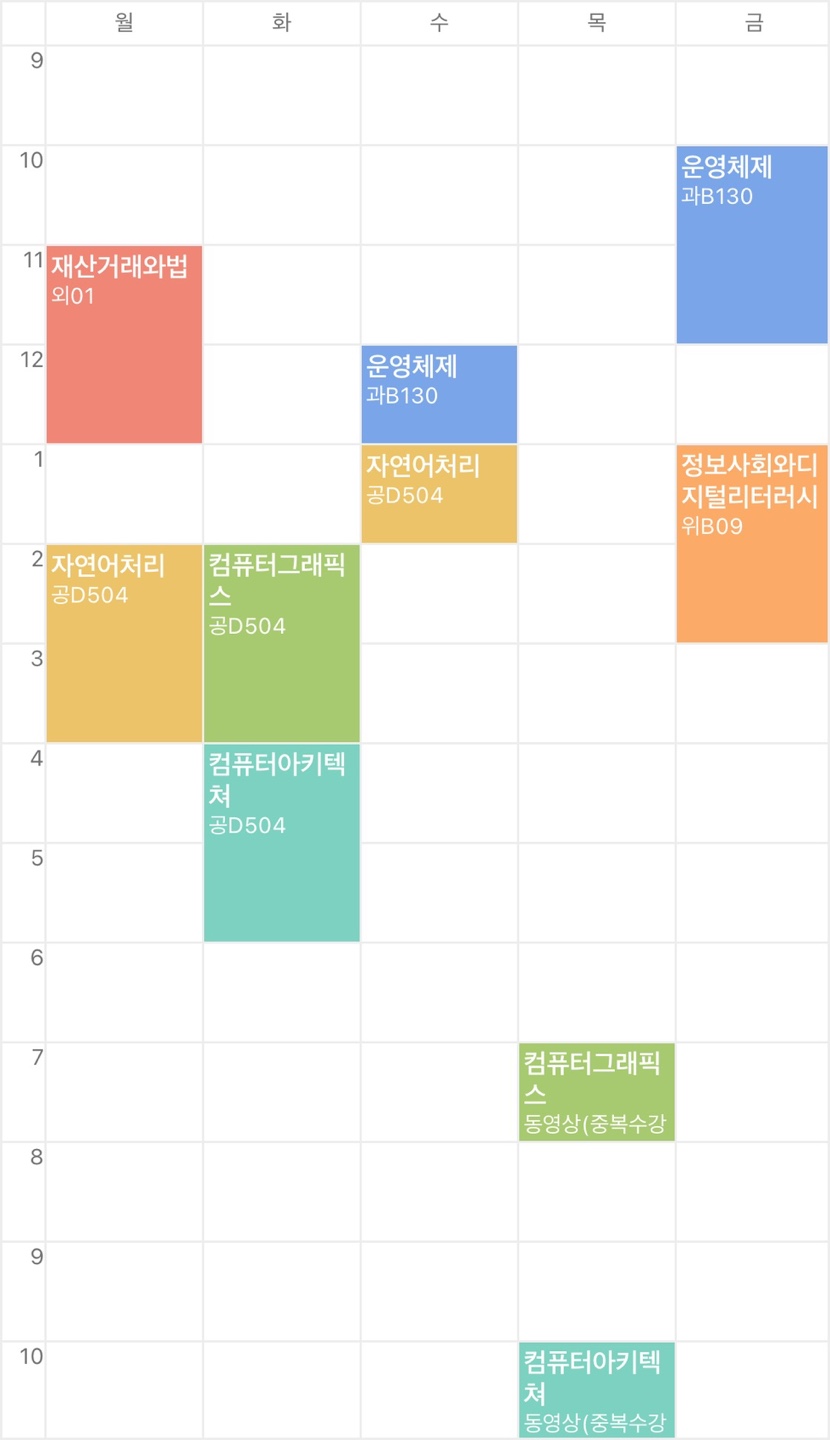 월 화 수 목 금
9
10
운영체제
과B130
11
재산거래와법
외01
12
운영체제
과B130
1
자연어처리
공D504
정보사회와디
지털리터러시
위B09
2
자연어처리
공D504
컴퓨터그래픽
스
공D504
3
4
컴퓨터아키텍
쳐
공D504
5
6
7
컴퓨터그래픽
스
동영상(중복수강
8
9
10
컴퓨터아키텍
쳐
동영상(중복수강